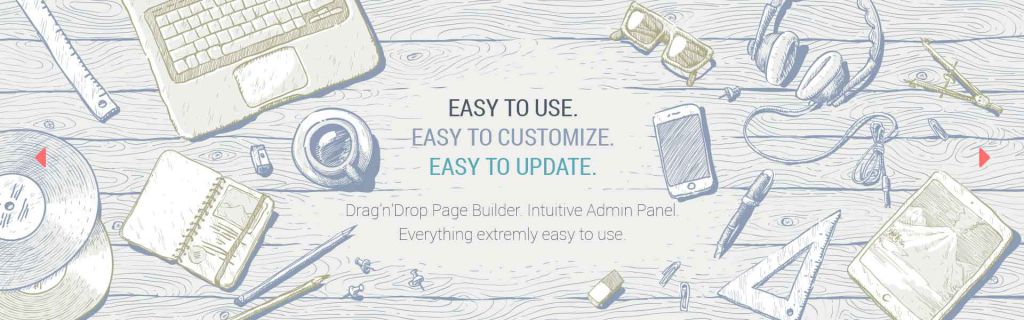 EASY TO USE.
EASY TO CUSTOMIZE.
EASY TO UPDATE.
Drag'n'Drop Page Builder. Intuitive Admin Panel.
Everything extremly easy to use.